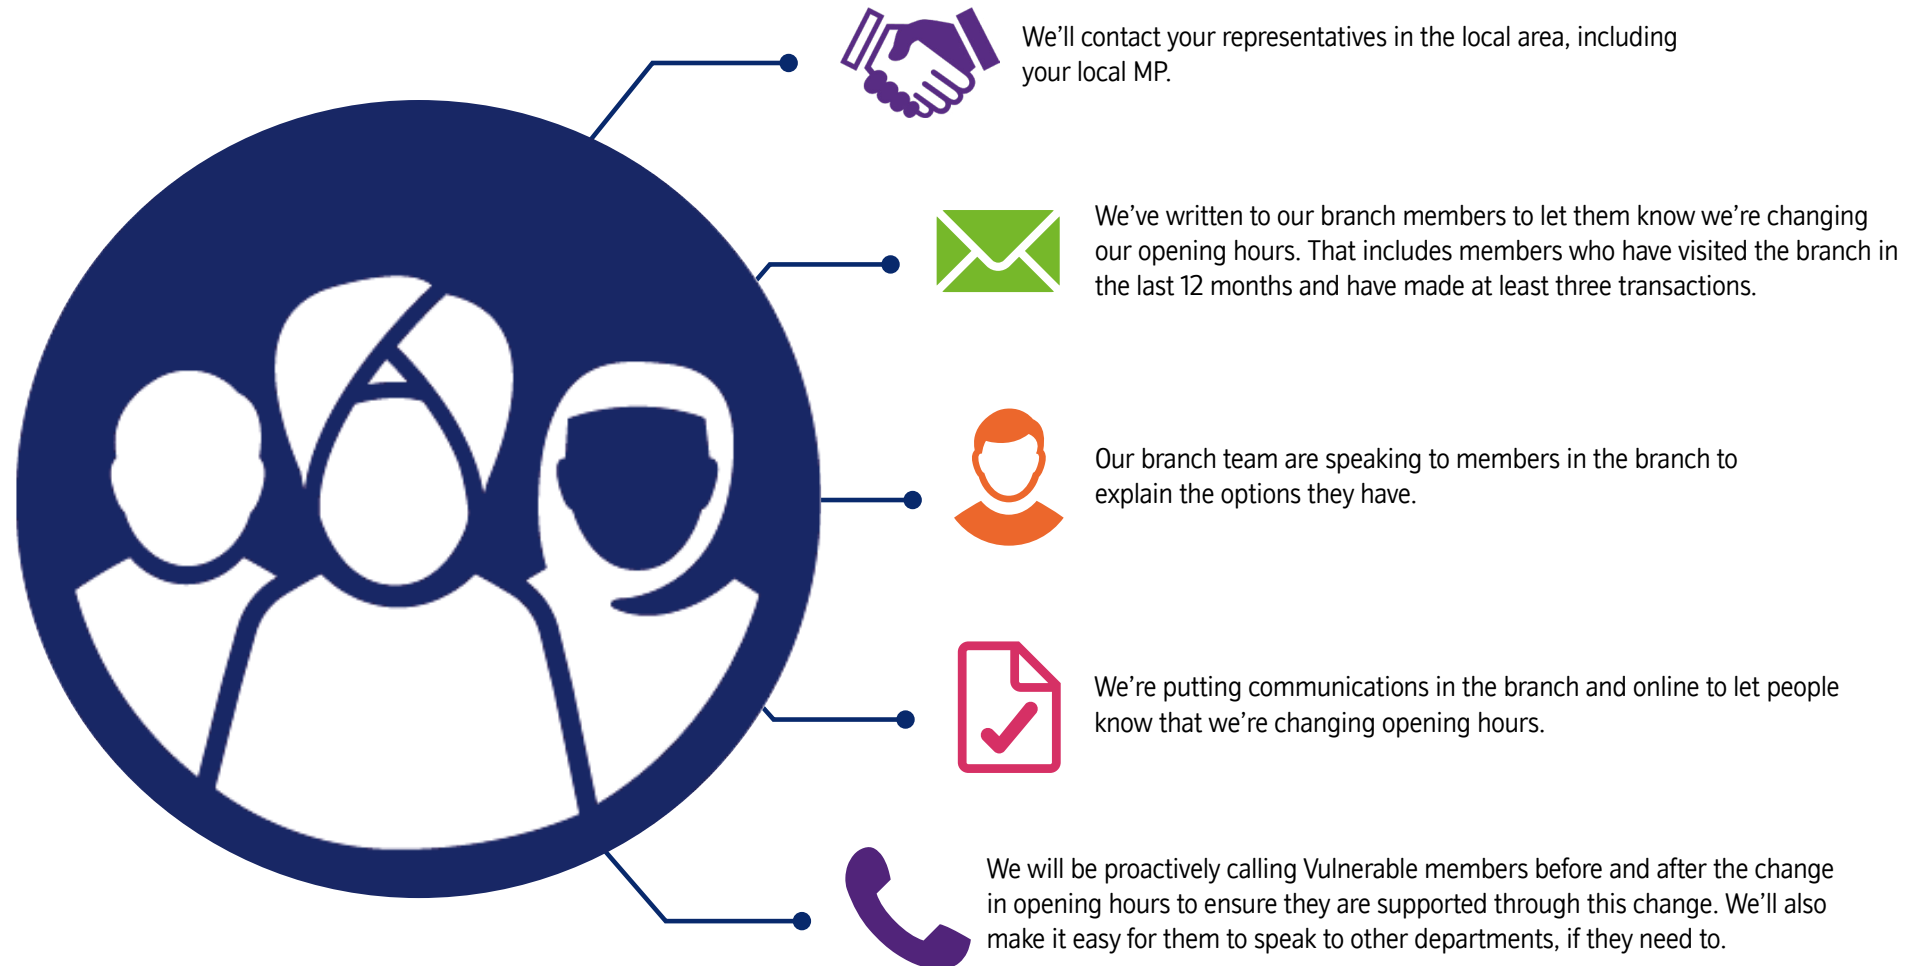 We’ll contact your representatives in the local area, including
your local MP.
We’ve written to our branch members to let them know we’re changing
our opening hours. That includes members who have visited the branch in
the last 12 months and have made at least three transactions.
Our branch team are speaking to members in the branch to
explain the options they have.
We’re putting communications in the branch and online to let people
know that we’re changing opening hours.
We will be proactively calling Vulnerable members before and after the change
in opening hours to ensure they are supported through this change. We’ll also
make it easy for them to speak to other departments, if they need to.